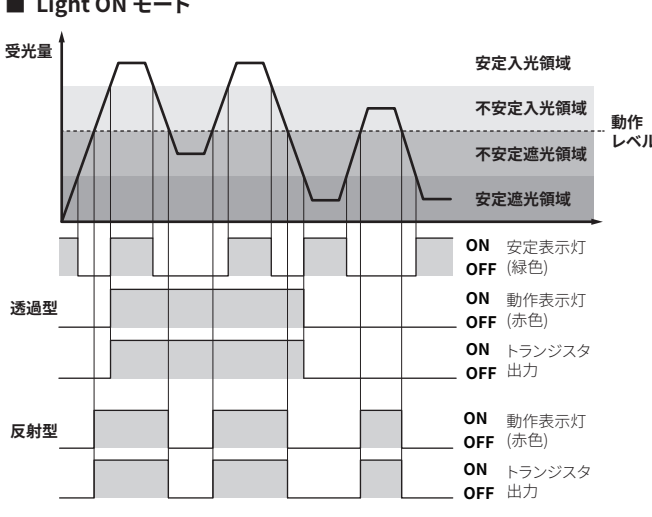 ■ Light ON モード
受光量
安定入光領域
不安定入光領域
動作
レベル
不安定遮光領域
安定遮光領域
ON 安定表示灯
OFF (緑色)
透過型
ON 動作表示灯
OFF (赤色)
ON トランジスタ
OFF 出力
反射型
ON 動作表示灯
OFF (赤色)
ON トランジスタ
OFF 出力